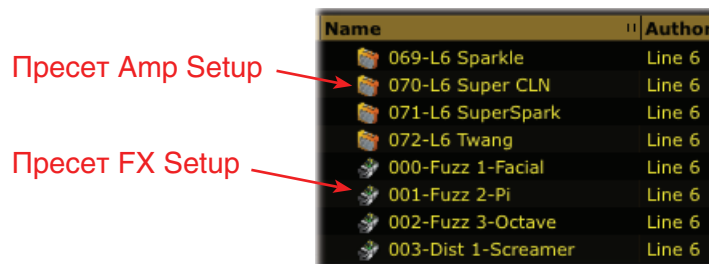 Name Author
069-L6 Sparkle Line 6
Пресет Amp Setup
070-L6 Super CLN Line 6
071-L6 SuperSpark Line 6
072-L6 Twang Line 6
Пресет FX Setup
000-Fuzz 1-Facial Line 6
001-Fuzz 2-Pi Line 6
002-Fuzz 3-Octave Line 6
003-Dist 1-Screamer Line 6